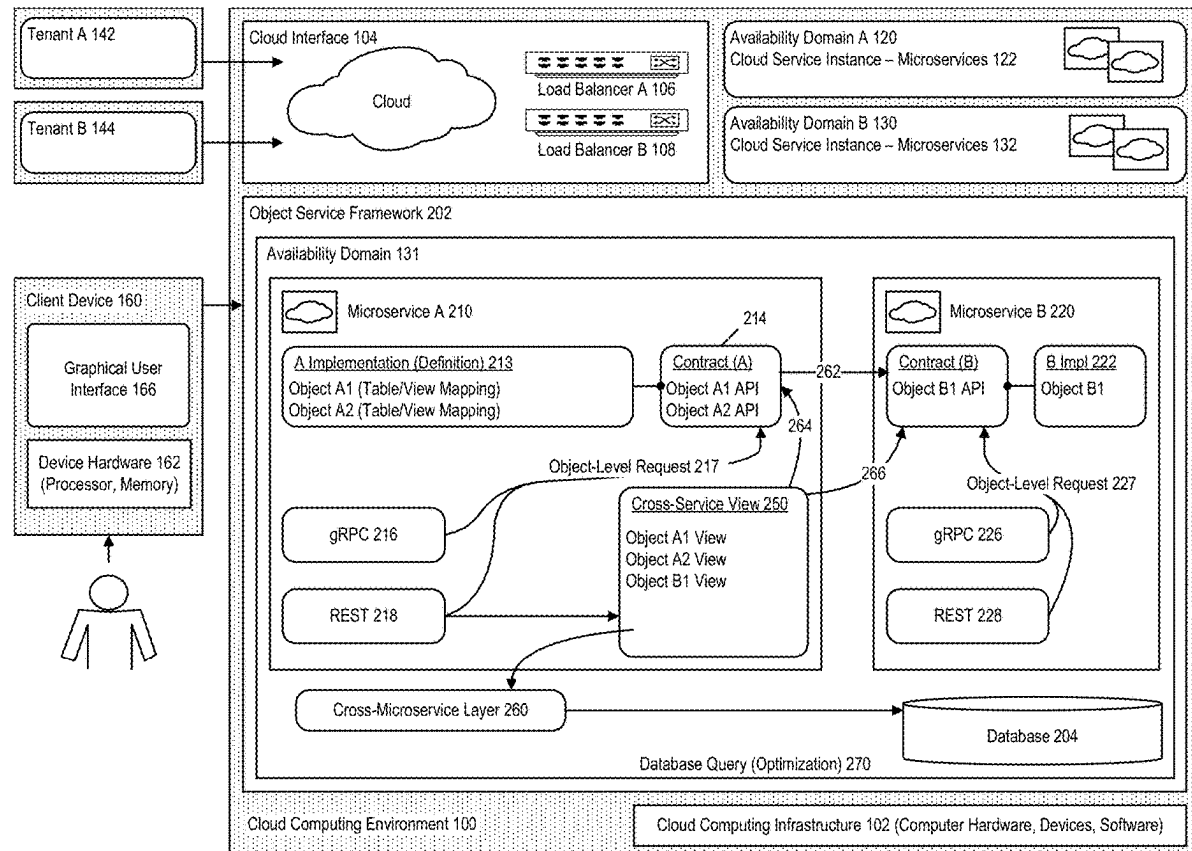 Tenant A 142
Tenant B 144
Cloud Interface 104
Cloud
Load Balancer A 106
Load Balancer B 108
Availability Domain A 120
Cloud Service Instance – Microservices 122
Availability Domain B 130
Cloud Service Instance – Microservices 132
Object Service Framework 202
Availability Domain 131
Client Device 160
Graphical User
Interface 166
Device Hardware 162
(Processor, Memory)
Microservice A 210
214
A Implementation (Definition) 213
Object A1 (Table/View Mapping)
Object A2 (Table/View Mapping)
Contract (A)
Object A1 API
Object A2 API
262
264
266
Microservice B 220
Contract (B)
Object B1 API
B Impl 222
Object B1
Object-Level Request 217
Object-Level Request 227
gRPC 216
REST 218
Cross-Service View 250
Object A1 View
Object A2 View
Object B1 View
gRPC 226
REST 228
Cross-Microservice Layer 260
Database 204
Database Query (Optimization) 270
Cloud Computing Environment 100
Cloud Computing Infrastructure 102 (Computer Hardware, Devices, Software)